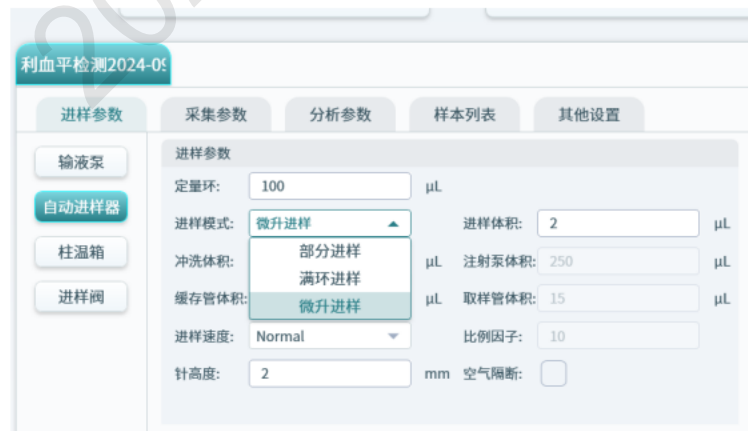 利血平检测2024-09
进样参数 采集参数 分析参数 样本列表 其他设置
输液泵
自动进样器
柱温箱
进样阀
进样参数
定量环: 100 μL
进样模式: 微升进样 进样体积: 2 μL
部分进样
满环进样
微升进样
冲洗体积: μL 注射泵体积: 250 μL
缓存管体积: μL 取样管体积: 15 μL
进样速度: Normal 比例因子: 10
针高度: 2 mm 空气隔断: